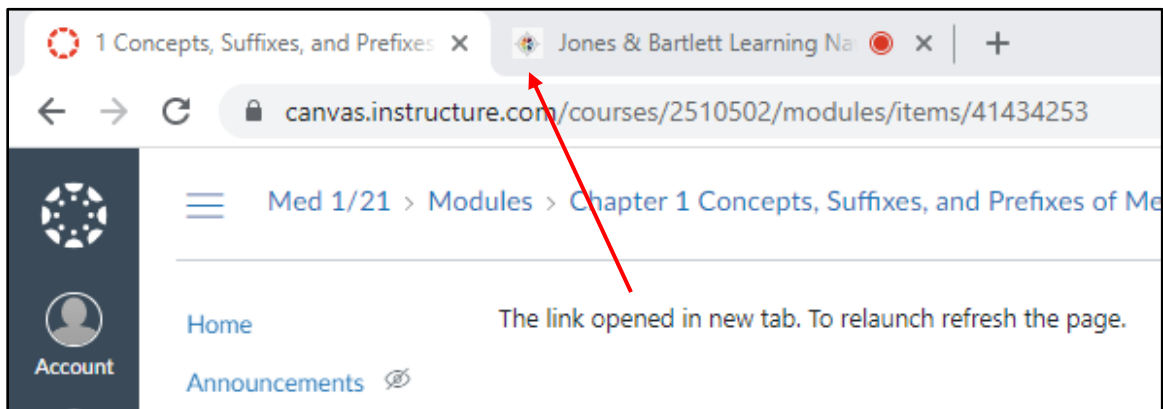 1 Concepts, Suffixes, and Prefixes
Jones & Bartlett Learning Na
canvas.instructure.com/courses/2510502/modules/items/41434253
Med 1/21 > Modules > Chapter 1 Concepts, Suffixes, and Prefixes of Me
Home
The link opened in new tab. To relaunch refresh the page.
Account
Announcements